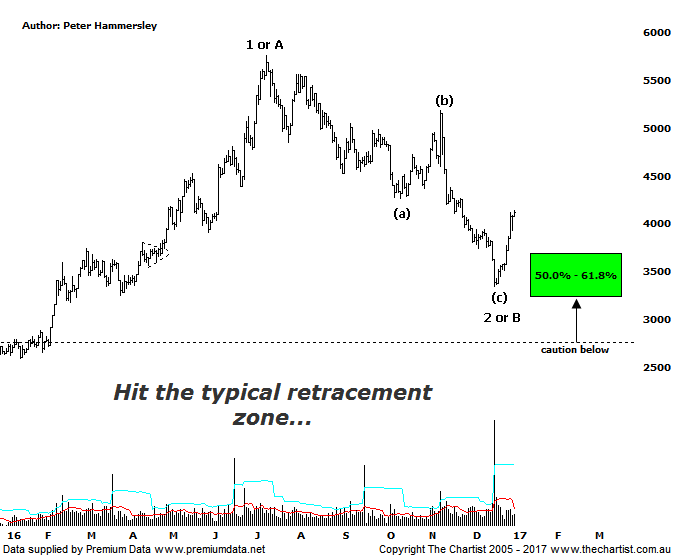 Author: Peter Hammersley
6000
1 or A
5500
(b)
5000
4500
(a)
4000
50.0% - 61.8%
3500
(c)
2 or B
3000
caution below
2500
Hit the typical retracement
zone...
16 F M A M J J A S O N D 17 F M
Data supplied by Premium Data www.premiumdata.net
Copyright The Chartist 2005 - 2017 www.thechartist.com.au